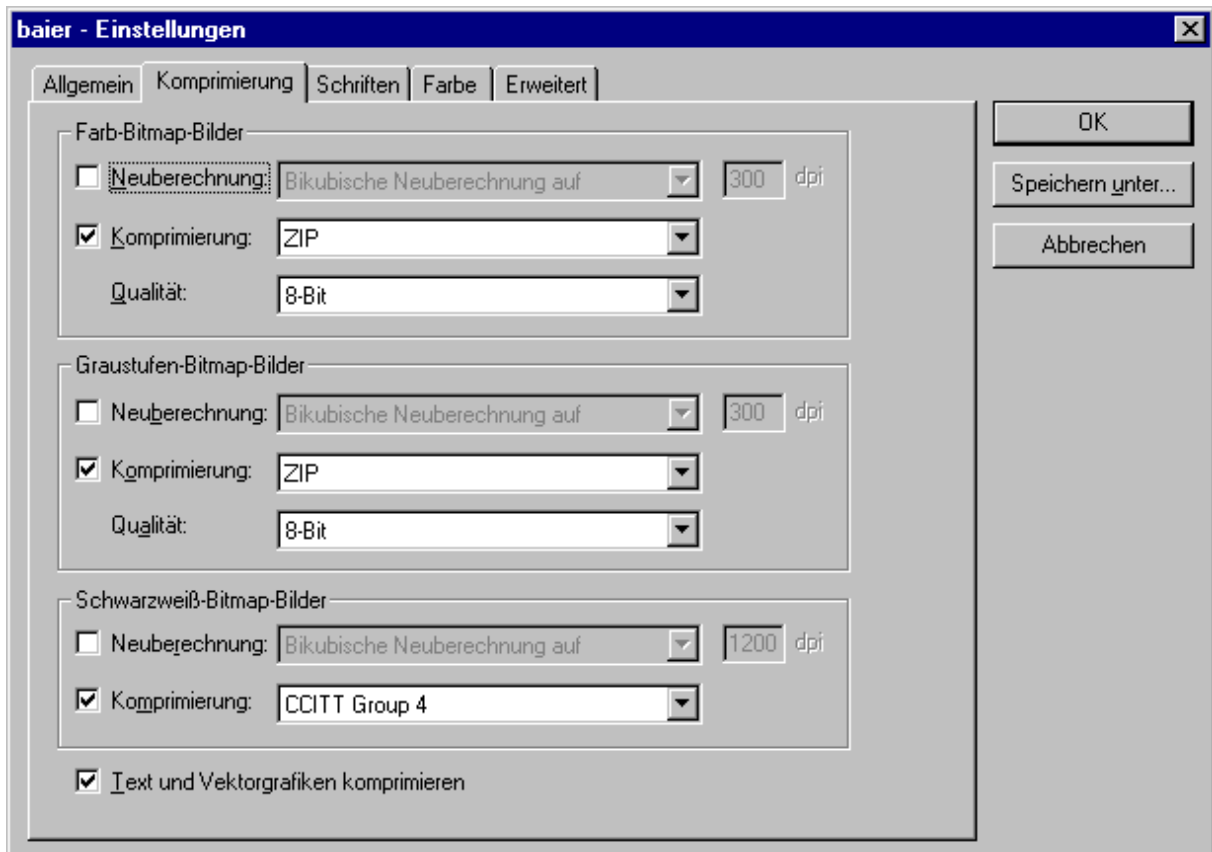 baier - Einstellungen
Allgemein Komprimierung Schriften Farbe Erweitert
Farb-Bitmap-Bilder
Neuberechnung: Bikubische Neuberechnung auf 300 dpi
Komprimierung: ZIP
Qualität: 8-Bit
Graustufen-Bitmap-Bilder
Neuberechnung: Bikubische Neuberechnung auf 300 dpi
Komprimierung: ZIP
Qualität: 8-Bit
Schwarzweiß-Bitmap-Bilder
Neuberechnung: Bikubische Neuberechnung auf 1200 dpi
Komprimierung: CCITT Group 4
Text und Vektorgrafiken komprimieren
OK
Speichern unter...
Abbrechen